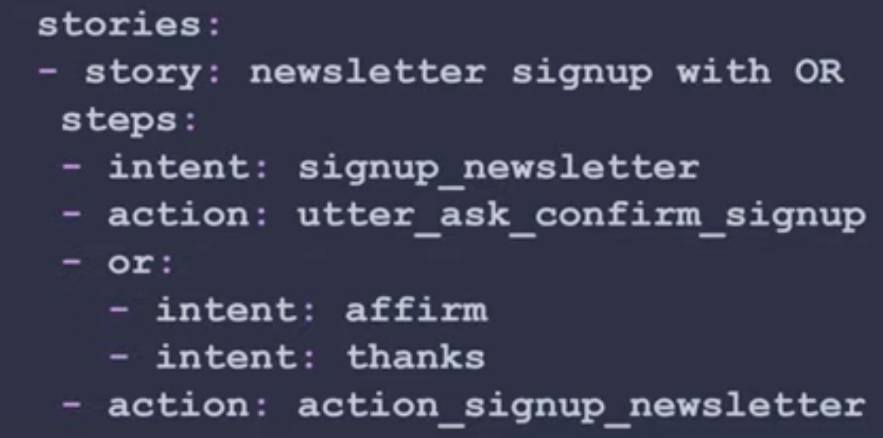 stories:
- story: newsletter signup with OR
steps:
- intent: signup_newsletter
- action: utter_ask_confirm_signup
- or:
- intent: affirm
- intent: thanks
- action: action_signup_newsletter